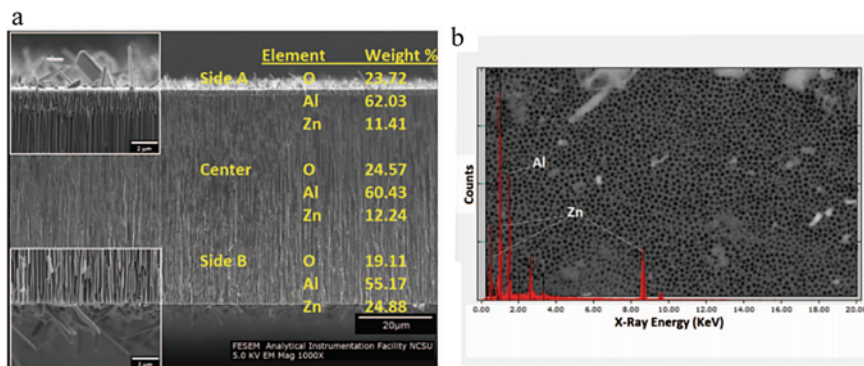 a
Element Weight %
Side A O 23.72
Al 62.03
Zn 11.41
Center O 24.57
Al 60.43
Zn 12.24
Side B O 19.11
Al 55.17
Zn 24.88
2 µm
2 µm
20µm
FESEM Analytical Instrumentation Facility NCSU
5.0 KV EM Mag 1000X
b
Counts
Al
Zn
0.00 2.00 4.00 6.00 8.00 10.00 12.00 14.00 16.00 18.00 20.00
X-Ray Energy (KeV)